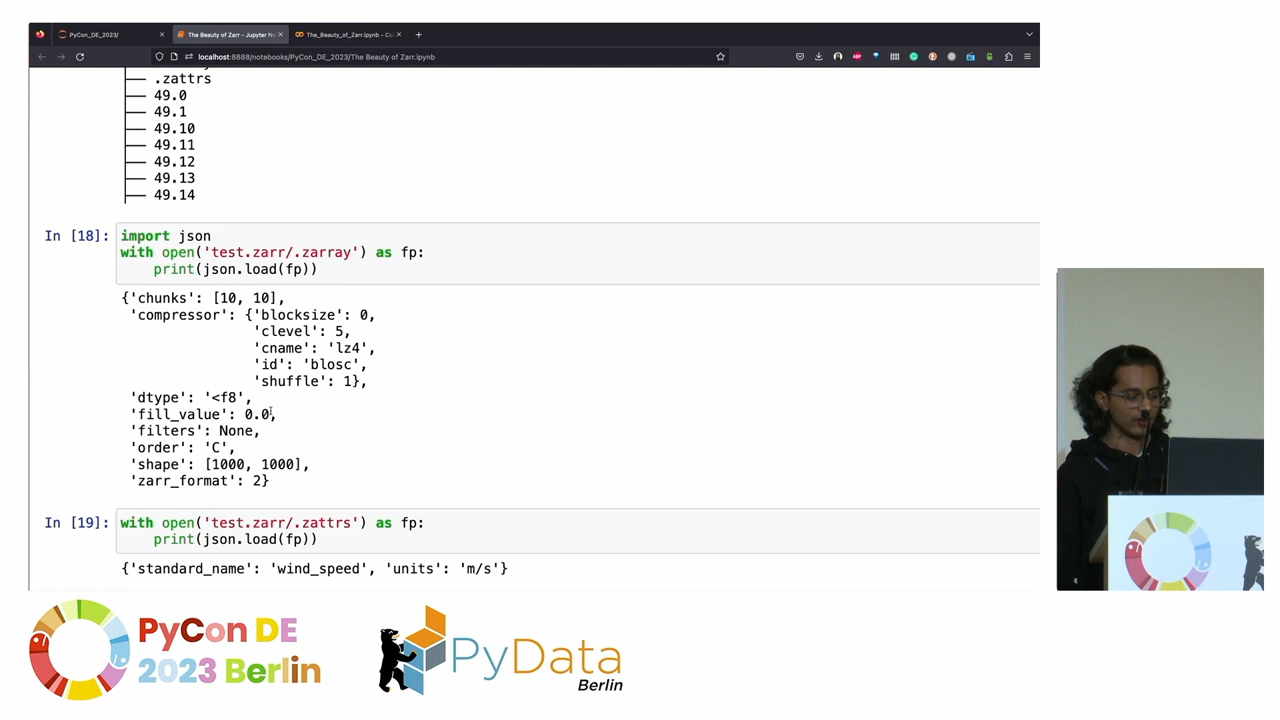 PyCon_DE_2023/
The Beauty of Zarr - Jupyter No
The_Beauty_of_Zarr.ipynb - Co
localhost:8888/notebooks/PyCon_DE_2023/The Beauty of Zarr.ipynb
.zattrs
49.0
49.1
49.10
49.11
49.12
49.13
49.14
In [18]:
import json
with open('test.zarr/.zarray') as fp:
print(json.load(fp))
{'chunks': [10, 10],
'compressor': {'blocksize': 0,
'clevel': 5,
'cname': 'lz4',
'id': 'blosc',
'shuffle': 1},
'dtype': '<f8',
'fill_value': 0.0,
'filters': None,
'order': 'C',
'shape': [1000, 1000],
'zarr_format': 2}
In [19]:
with open('test.zarr/.zattrs') as fp:
print(json.load(fp))
{'standard_name': 'wind_speed', 'units': 'm/s'}
PyCon DE
2023 Berlin
PyData
Berlin